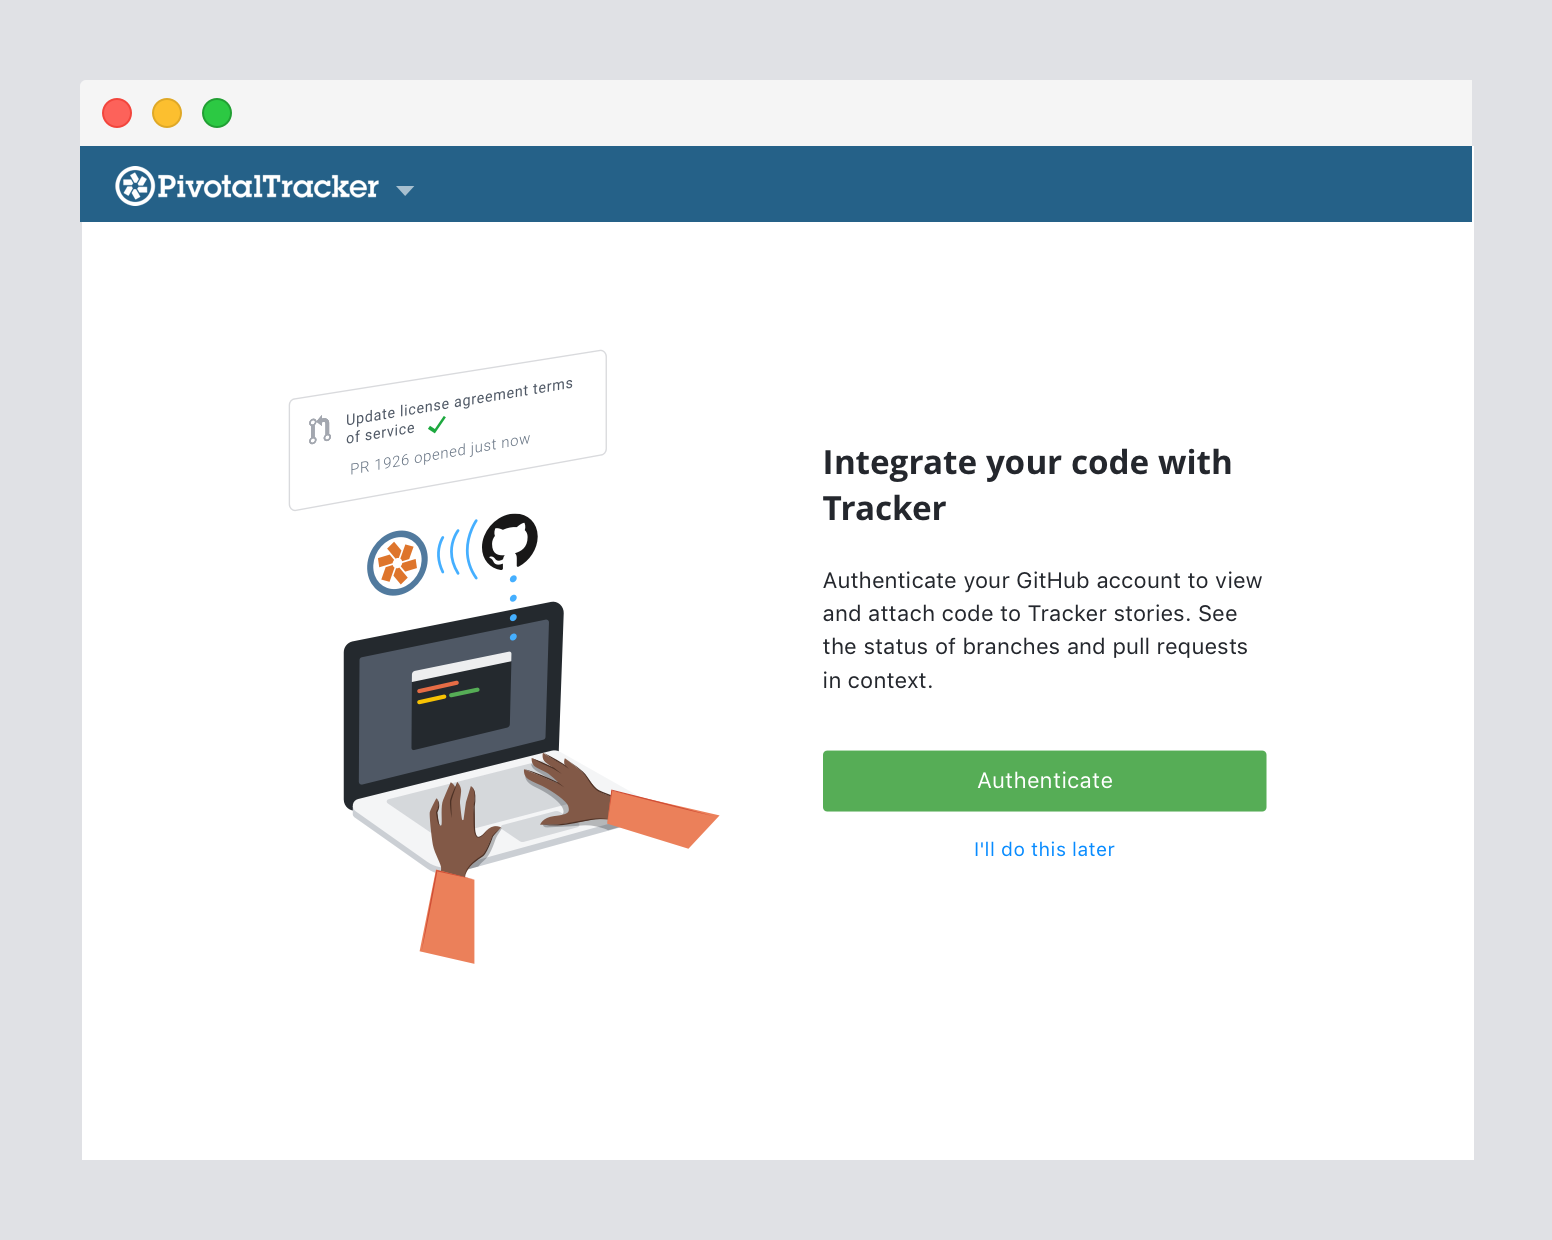 PivotalTracker
Update license agreement terms
of service
PR 1926 opened just now
Integrate your code with
Tracker
Authenticate your GitHub account to view
and attach code to Tracker stories. See
the status of branches and pull requests
in context.
Authenticate
I'll do this later